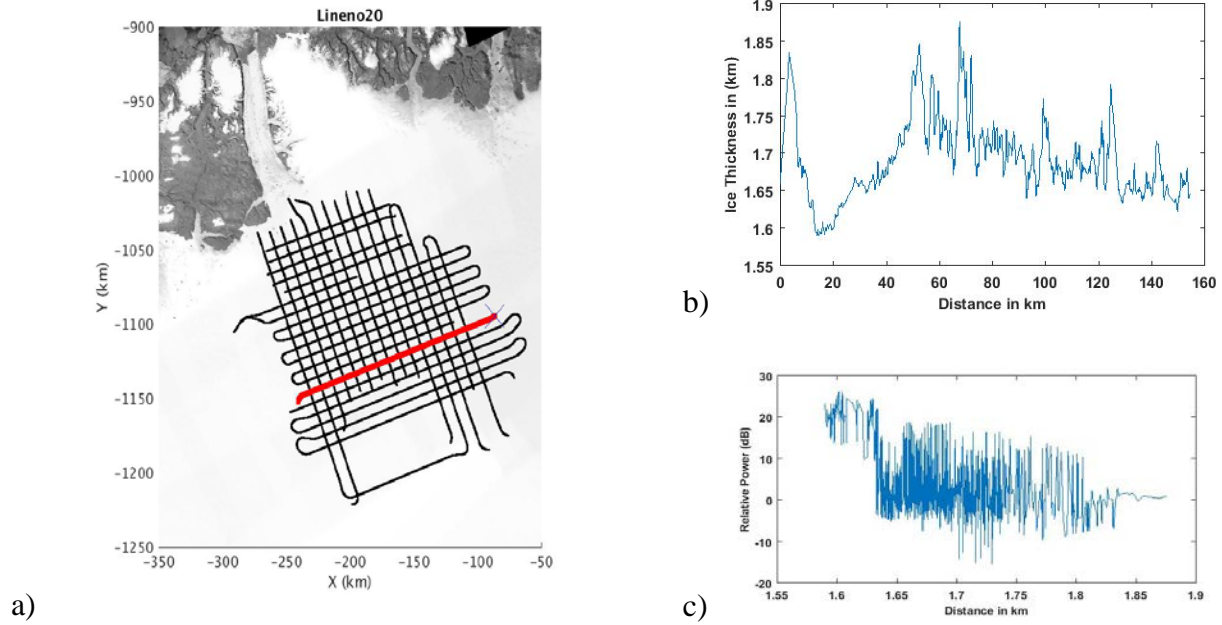 Lineno20
-900
-950
-1000
-1050
-1100
-1150
-1200
-1250
Y (km)
-350 -300 -250 -200 -150 -100 -50
X (km)
a)
1.9
1.85
1.8
1.75
1.7
1.65
1.6
1.55
Ice Thickness in (km)
0 20 40 60 80 100 120 140 160
Distance in km
b)
30
20
10
0
-10
-20
Relative Power (dB)
1.55 1.6 1.65 1.7 1.75 1.8 1.85 1.9
Distance in km
c)